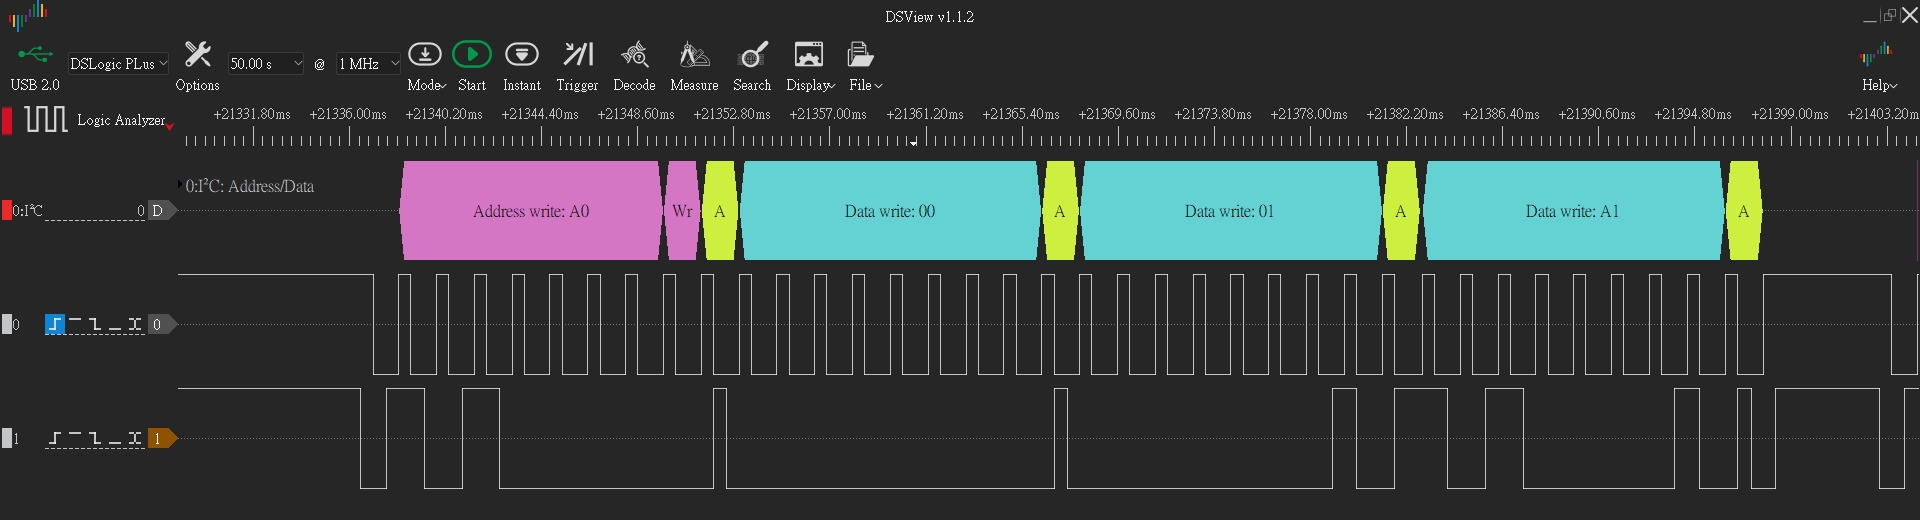 DSView v1.1.2
USB 2.0 DSLogic PLus Options 50.00 s @ 1 MHz Mode Start Instant Trigger Decode Measure Search Display File Help
Logic Analyzer +21331.80ms +21336.00ms +21340.20ms +21344.40ms +21348.60ms +21352.80ms +21357.00ms +21361.20ms +21365.40ms +21369.60ms +21373.80ms +21378.00ms +21382.20ms +21386.40ms +21390.60ms +21394.80ms +21399.00ms +21403.20m
0:I²C: Address/Data
0:I²C 0 D Address write: A0 Wr A Data write: 00 A Data write: 01 A Data write: A1 A
0 0
1 1